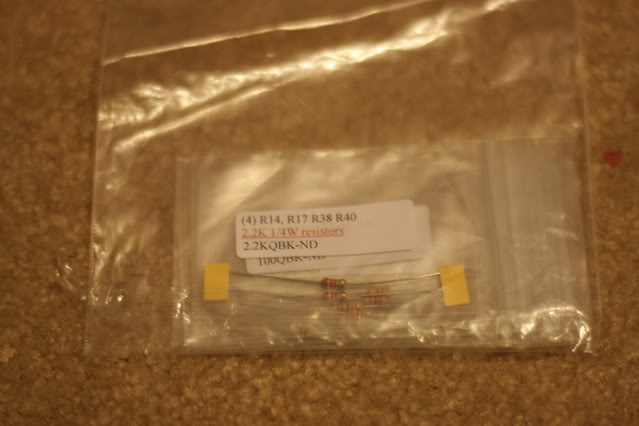 (4) R14, R17 R38 R40
2.2K 1/4W resistors
2.2KQBK-ND
100QBK-ND